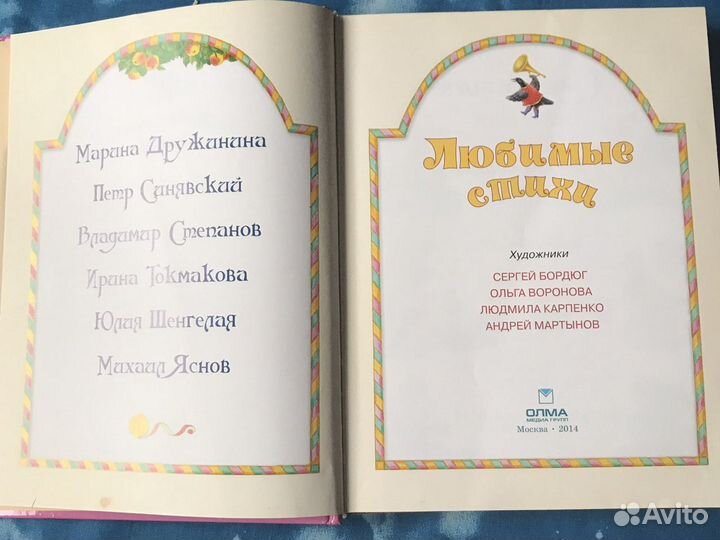 Марина Дружинина
Петр Синявский
Владимир Степанов
Ирина Токмакова
Юлия Шенгелая
Михаил Яснов
Любимые
стихи
Художники
СЕРГЕЙ БОРДЮГ
ОЛЬГА ВОРОНОВА
ЛЮДМИЛА КАРПЕНКО
АНДРЕЙ МАРТЫНОВ
ОЛМА
МЕДИА ГРУПП
Москва • 2014
Avito